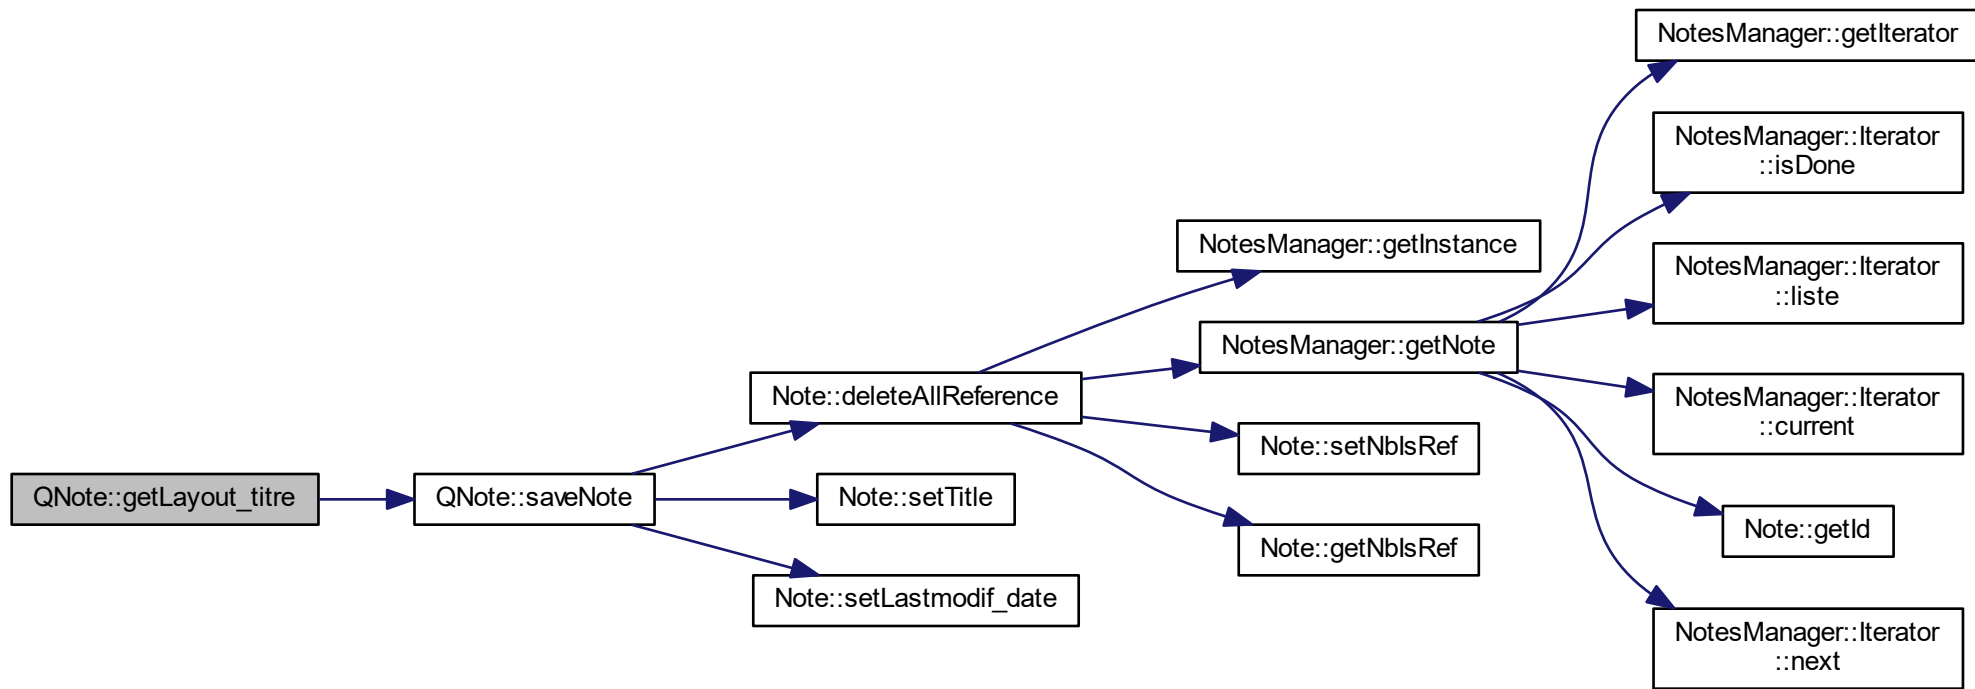 QNote::getLayout_titre
QNote::saveNote
Note::deleteAllReference
Note::setTitle
Note::setLastmodif_date
NotesManager::getInstance
NotesManager::getNote
Note::setNbIsRef
Note::getNbIsRef
NotesManager::getIterator
NotesManager::Iterator
::isDone
NotesManager::Iterator
::liste
NotesManager::Iterator
::current
Note::getId
NotesManager::Iterator
::next